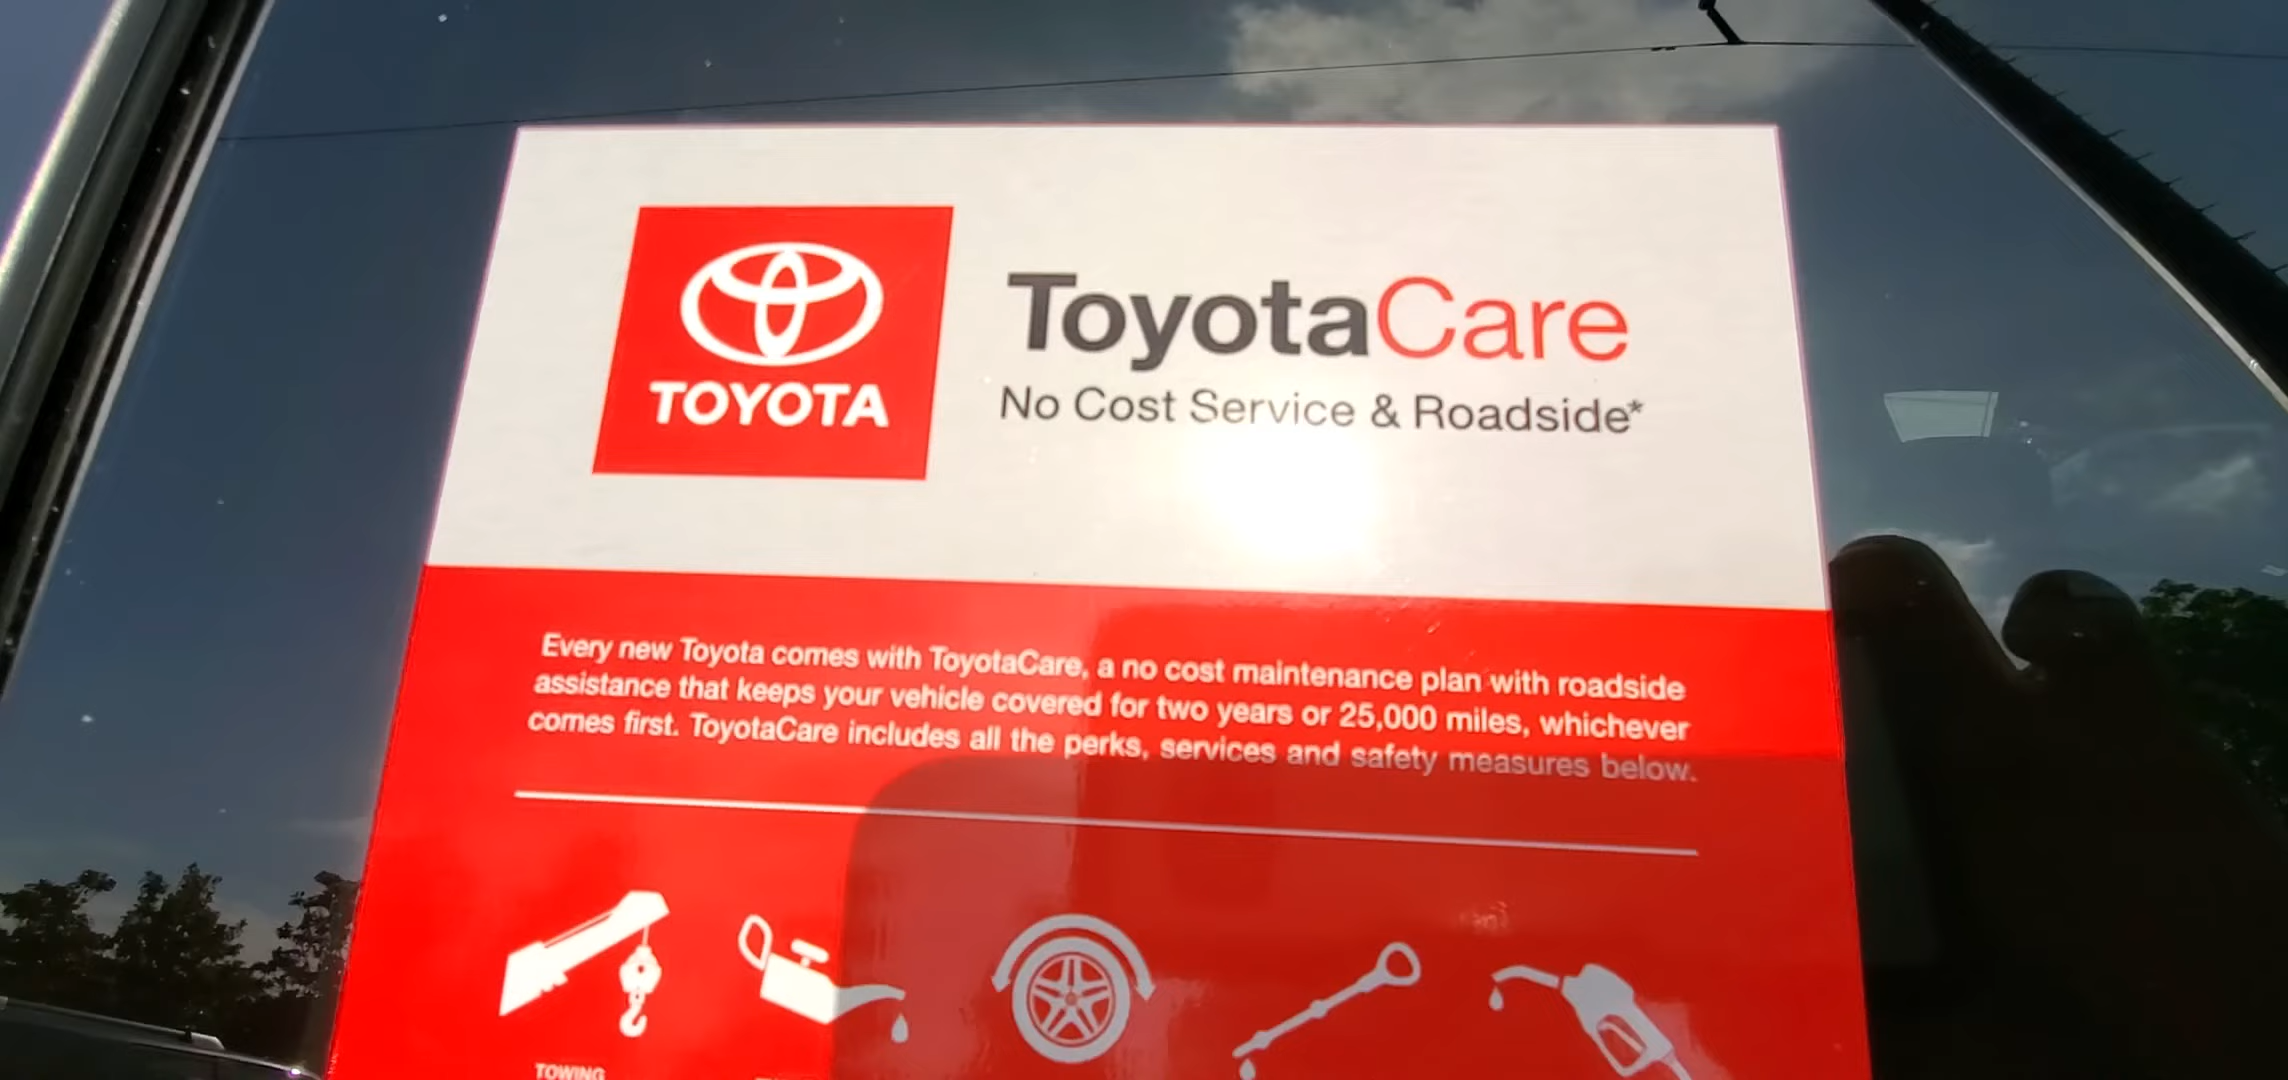 TOYOTA
ToyotaCare
No Cost Service & Roadside*
Every new Toyota comes with ToyotaCare, a no cost maintenance plan with roadside
assistance that keeps your vehicle covered for two years or 25,000 miles, whichever
comes first. ToyotaCare includes all the perks, services and safety measures below.
TOWING